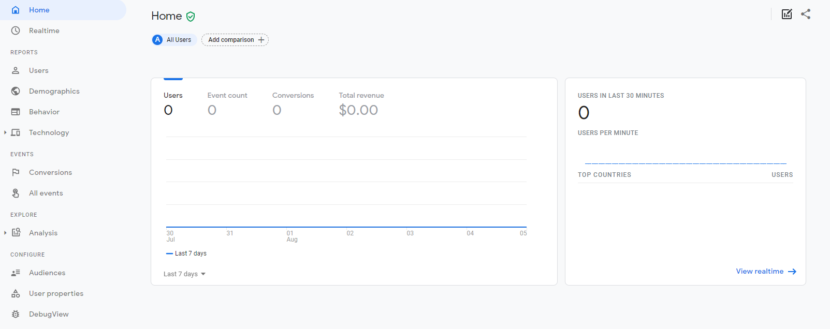 Home
Realtime
REPORTS
Users
Demographics
Behavior
Technology
EVENTS
Conversions
All events
EXPLORE
Analysis
CONFIGURE
Audiences
User properties
DebugView
Home
A All Users Add comparison +
Users Event count Conversions Total revenue
0 0 0 $0.00
30 31 01 02 03 04 05
Jul Aug
Last 7 days
Last 7 days
USERS IN LAST 30 MINUTES
0
USERS PER MINUTE
TOP COUNTRIES USERS
View realtime